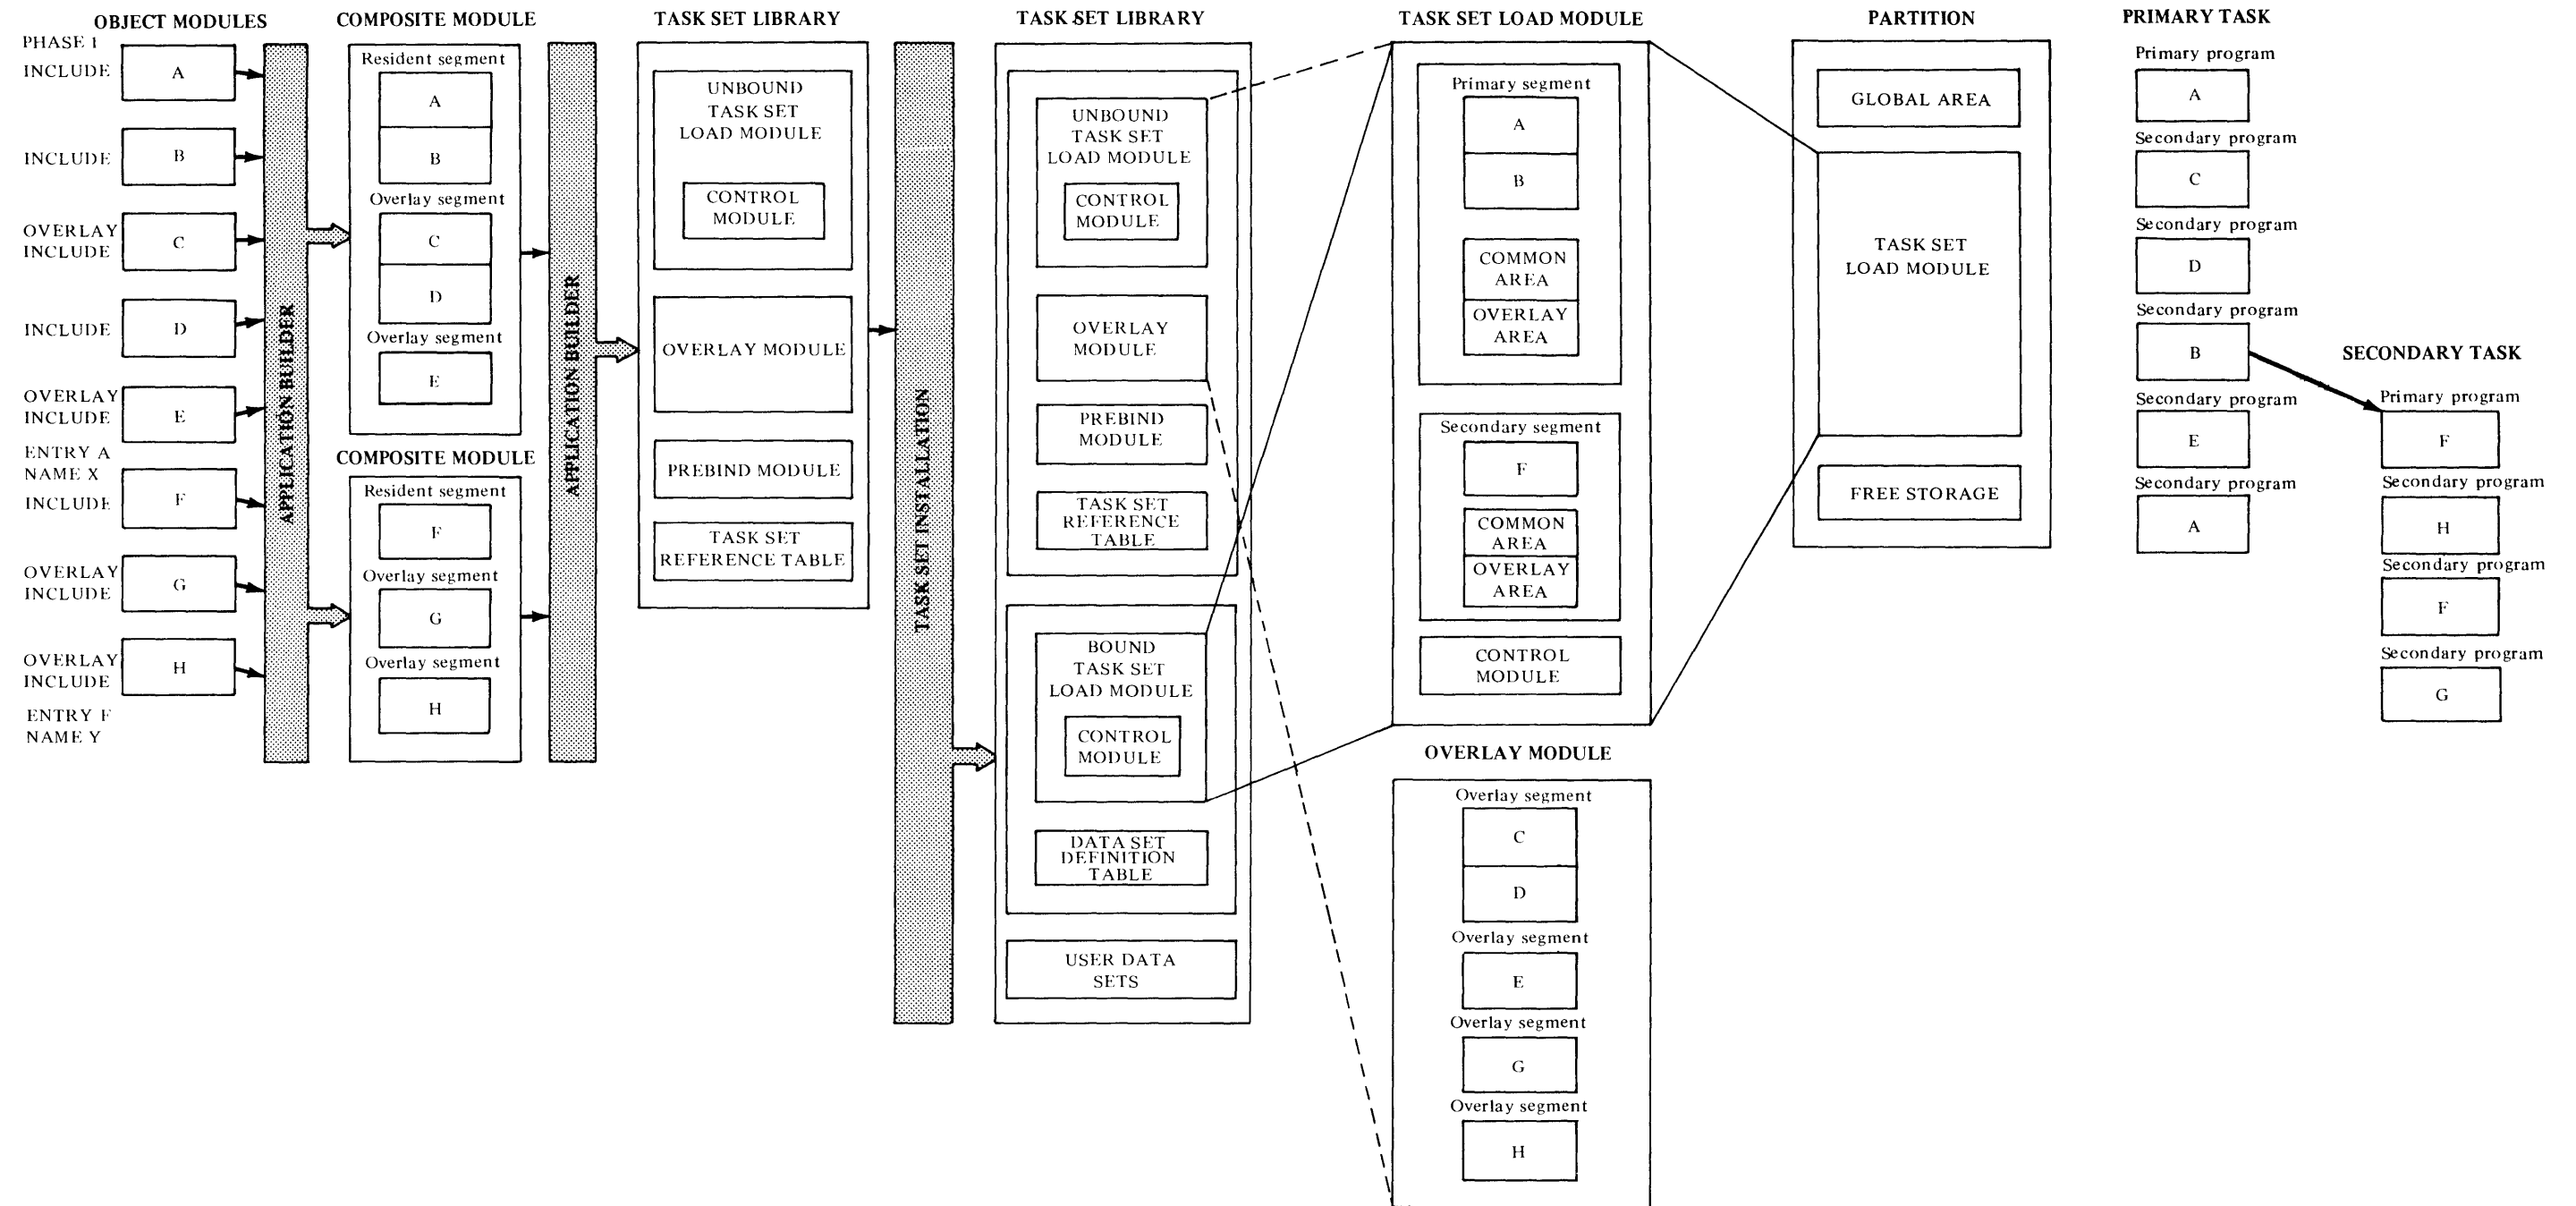 OBJECT MODULES
PHASE 1
INCLUDE
A
INCLUDE
B
OVERLAY
INCLUDE
C
INCLUDE
D
OVERLAY
INCLUDE
E
ENTRY A
NAME X
INCLUDE
F
OVERLAY
INCLUDE
G
OVERLAY
INCLUDE
H
ENTRY F
NAME Y
APPLICATION BUILDER
COMPOSITE MODULE
Resident segment
A
B
Overlay segment
C
D
Overlay segment
E
COMPOSITE MODULE
Resident segment
F
Overlay segment
G
Overlay segment
H
APPLICATION BUILDER
TASK SET LIBRARY
UNBOUND
TASK SET
LOAD MODULE
CONTROL
MODULE
OVERLAY MODULE
PREBIND MODULE
TASK SET
REFERENCE TABLE
TASK SET INSTALLATION
TASK SET LIBRARY
UNBOUND
TASK SET
LOAD MODULE
CONTROL
MODULE
OVERLAY
MODULE
PREBIND
MODULE
TASK SET
REFERENCE
TABLE
BOUND
TASK SET
LOAD MODULE
CONTROL
MODULE
DATA SET
DEFINITION
TABLE
USER DATA
SETS
TASK SET LOAD MODULE
Primary segment
A
B
COMMON
AREA
OVERLAY
AREA
Secondary segment
F
COMMON
AREA
OVERLAY
AREA
CONTROL
MODULE
OVERLAY MODULE
Overlay segment
C
D
Overlay segment
E
Overlay segment
G
Overlay segment
H
PARTITION
GLOBAL AREA
TASK SET
LOAD MODULE
FREE STORAGE
PRIMARY TASK
Primary program
A
Secondary program
C
Secondary program
D
Secondary program
B
Secondary program
E
Secondary program
A
SECONDARY TASK
Primary program
F
Secondary program
H
Secondary program
F
Secondary program
G